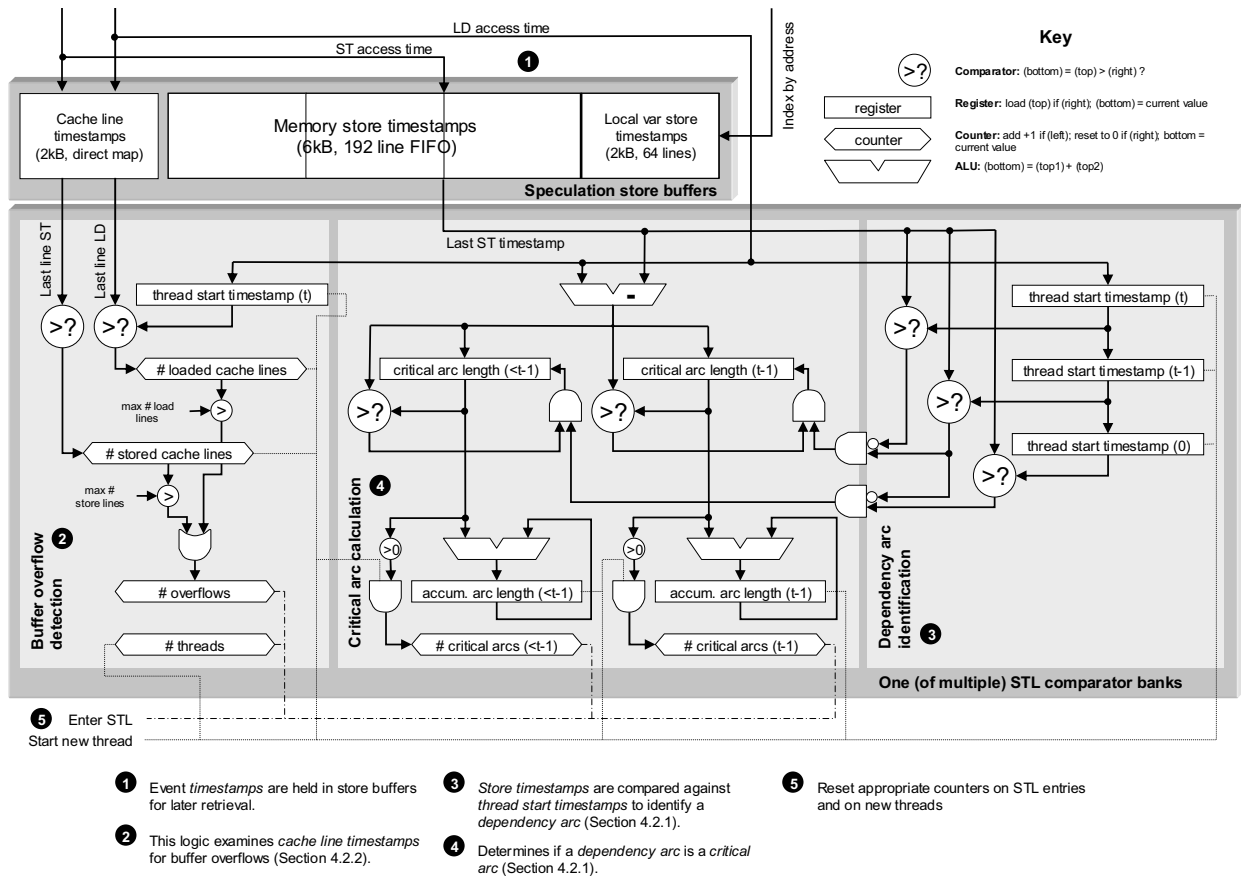 LD access time
ST access time
1
Index by address
Key
>?
Comparator: (bottom) = (top) > (right) ?
register
Register: load (top) if (right); (bottom) = current value
counter
Counter: add +1 if (left); reset to 0 if (right); bottom =
current value
ALU: (bottom) = (top1) + (top2)
Cache line
timestamps
(2kB, direct map)
Memory store timestamps
(6kB, 192 line FIFO)
Local var store
timestamps
(2kB, 64 lines)
Speculation store buffers
Last line ST
Last line LD
Last ST timestamp
thread start timestamp (t)
>?
>?
# loaded cache lines
max # load
lines
>
# stored cache lines
max #
store lines
>
Buffer overflow
detection
2
# overflows
# threads
-
critical arc length (<t-1)
critical arc length (t-1)
>?
>?
Critical arc calculation
4
>0
>0
accum. arc length (<t-1)
accum. arc length (t-1)
# critical arcs (<t-1)
# critical arcs (t-1)
thread start timestamp (t)
>?
thread start timestamp (t-1)
>?
thread start timestamp (0)
>?
Dependency arc
identification
3
One (of multiple) STL comparator banks
5 Enter STL
Start new thread
1 Event timestamps are held in store buffers
for later retrieval.
2 This logic examines cache line timestamps
for buffer overflows (Section 4.2.2).
3 Store timestamps are compared against
thread start timestamps to identify a
dependency arc (Section 4.2.1).
4 Determines if a dependency arc is a critical
arc (Section 4.2.1).
5 Reset appropriate counters on STL entries
and on new threads